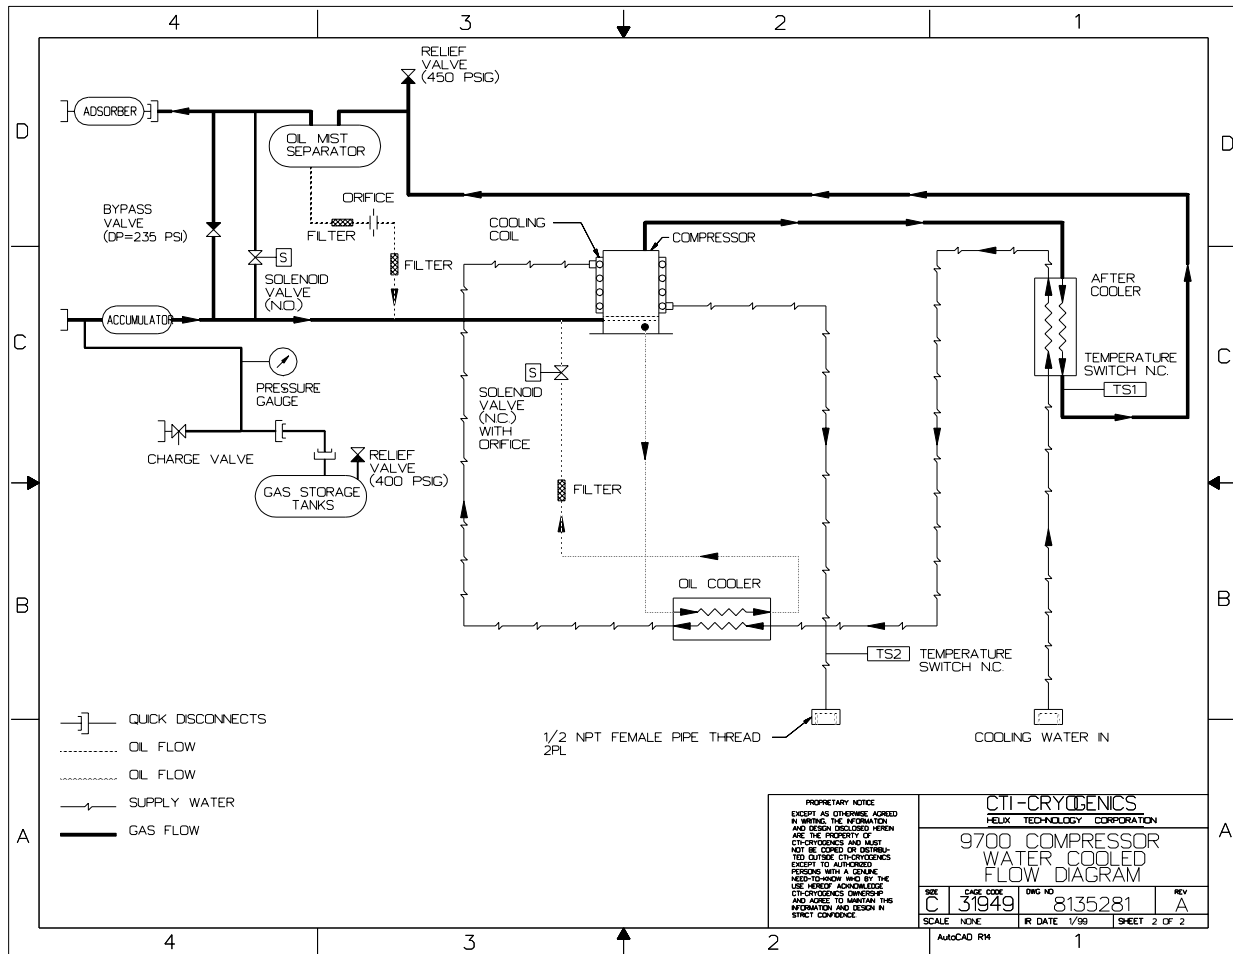 4
3
2
1
D
D
C
C
B
B
A
A
RELIEF
VALVE
(450 PSIG)
ADSORBER
OIL MIST
SEPARATOR
ORIFICE
FILTER
FILTER
BYPASS
VALVE
(DP=235 PSI)
S
SOLENOID
VALVE
(N.O.)
COOLING
COIL
COMPRESSOR
AFTER
COOLER
ACCUMULATOR
TEMPERATURE
SWITCH N.C.
TS1
PRESSURE
GAUGE
S
SOLENOID
VALVE
(N.C.)
WITH
ORIFICE
CHARGE VALVE
RELIEF
VALVE
(400 PSIG)
GAS STORAGE
TANKS
FILTER
OIL COOLER
TS2
TEMPERATURE
SWITCH N.C.
1/2 NPT FEMALE PIPE THREAD
2PL
COOLING WATER IN
QUICK DISCONNECTS
OIL FLOW
OIL FLOW
SUPPLY WATER
GAS FLOW
PROPRIETARY NOTICE
EXCEPT AS OTHERWISE AGREED
IN WRITING, THE INFORMATION
AND DESIGN DISCLOSED HEREIN
ARE THE PROPERTY OF
CTI-CRYOGENICS AND MUST
NOT BE COPIED OR DISTRIBU-
TED OUTSIDE CTI-CRYOGENICS
EXCEPT TO AUTHORIZED
PERSONS WITH A GENUINE
NEED-TO-KNOW WHO BY THE
USE HEREOF ACKNOWLEDGE
CTI-CRYOGENICS OWNERSHIP
AND AGREE TO MAINTAIN THIS
INFORMATION AND DESIGN IN
STRICT CONFIDENCE.
CTI-CRYOGENICS
HELIX TECHNOLOGY CORPORATION
9700 COMPRESSOR
WATER COOLED
FLOW DIAGRAM
SIZE
C
CAGE CODE
31949
DWG NO
8135281
REV
A
SCALE NONE
IR DATE 1/99
SHEET 2 OF 2
AutoCAD R14
4
3
2
1